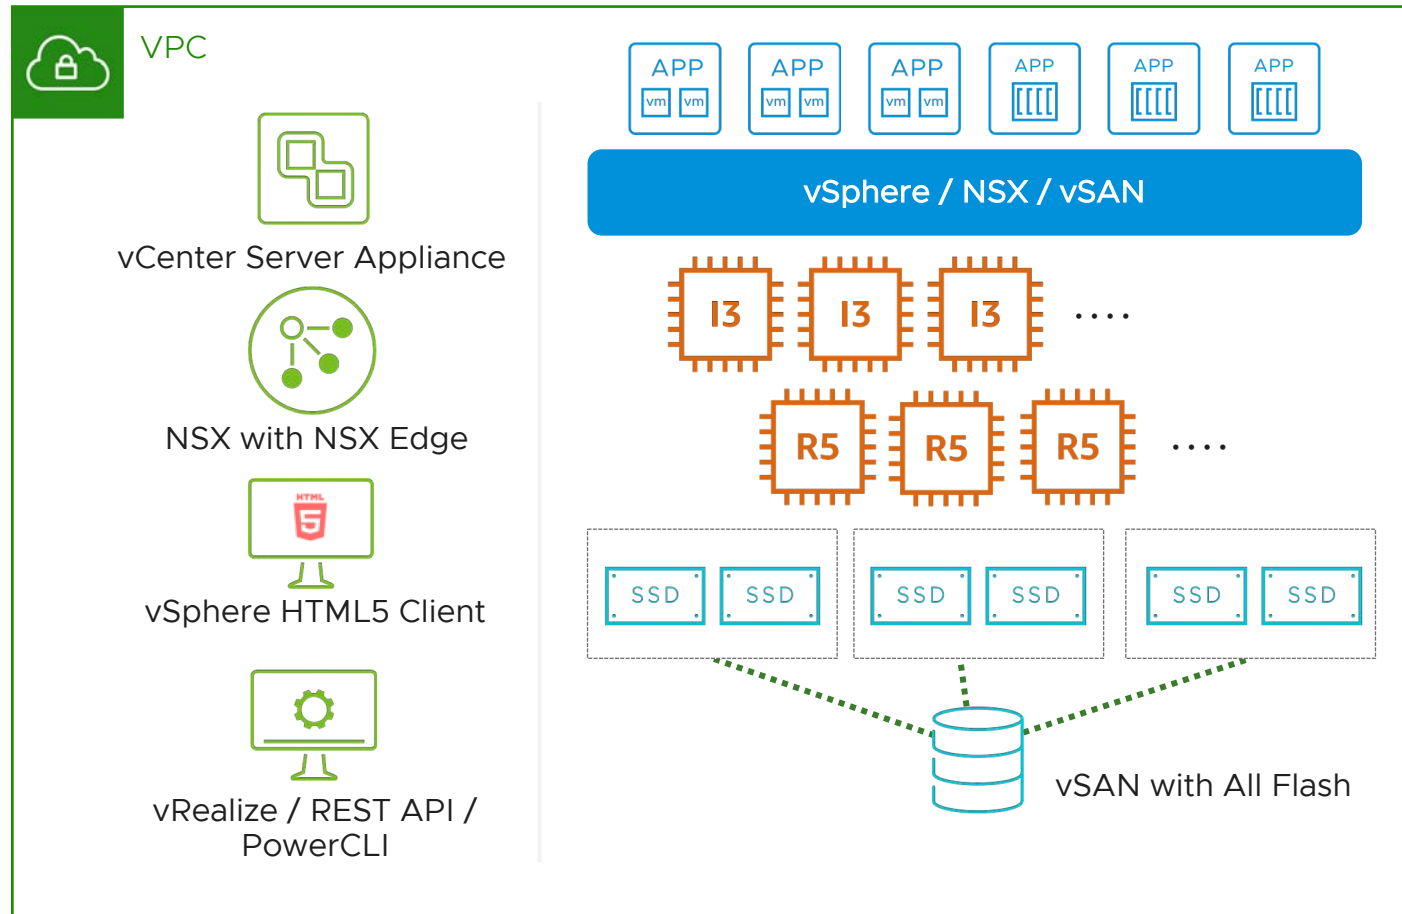 VPC
vCenter Server Appliance
NSX with NSX Edge
HTML
5
vSphere HTML5 Client
vRealize / REST API /
PowerCLI
APP APP APP APP APP APP
vm vm vm vm vm vm
vSphere / NSX / vSAN
I3 I3 I3 ....
R5 R5 R5 ....
SSD SSD SSD SSD SSD SSD
vSAN with All Flash